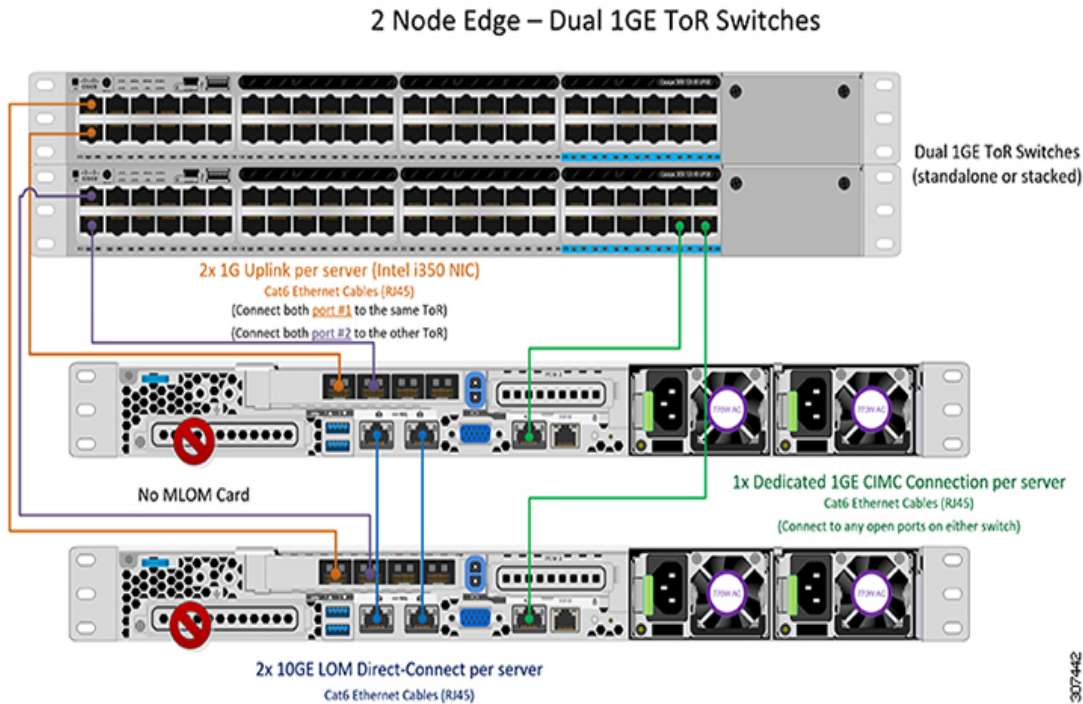 2 Node Edge – Dual 1GE ToR Switches
Dual 1GE ToR Switches
(standalone or stacked)
2x 1G Uplink per server (Intel i350 NIC)
Cat6 Ethernet Cables (RJ45)
(Connect both port #1 to the same ToR)
(Connect both port #2 to the other ToR)
No MLOM Card
1x Dedicated 1GE CIMC Connection per server
Cat6 Ethernet Cables (RJ45)
(Connect to any open ports on either switch)
2x 10GE LOM Direct-Connect per server
Cat6 Ethernet Cables (RJ45)
307442